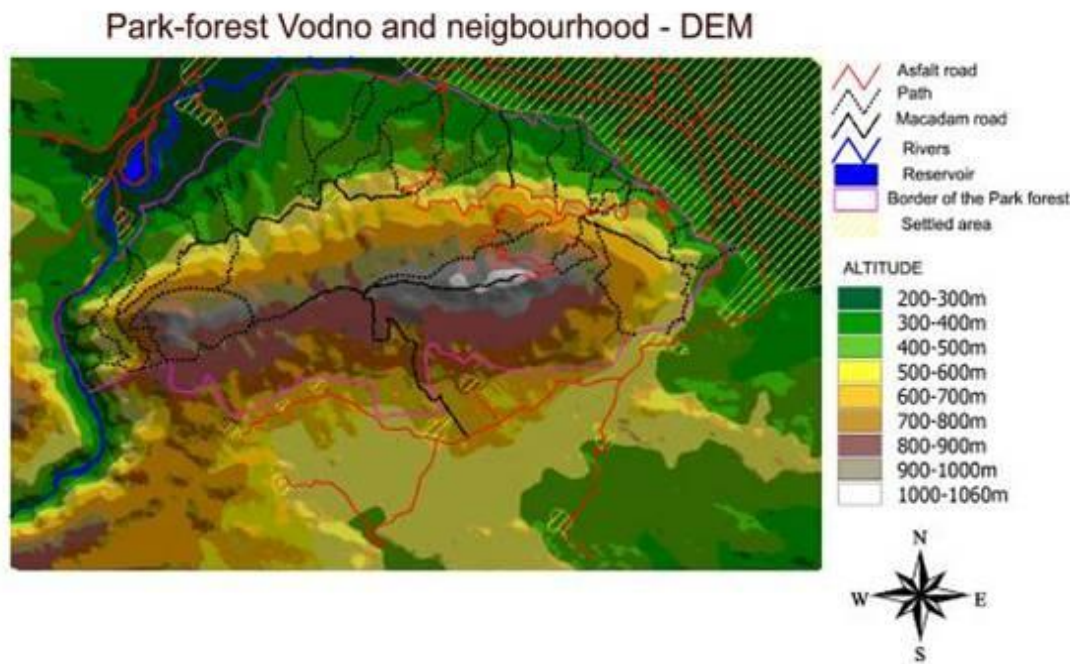 Park-forest Vodno and neigbourhood - DEM
Asfalt road
Path
Macadam road
Rivers
Reservoir
Border of the Park forest
Settled area
ALTITUDE
200-300m
300-400m
400-500m
500-600m
600-700m
700-800m
800-900m
900-1000m
1000-1060m
N
W E
S